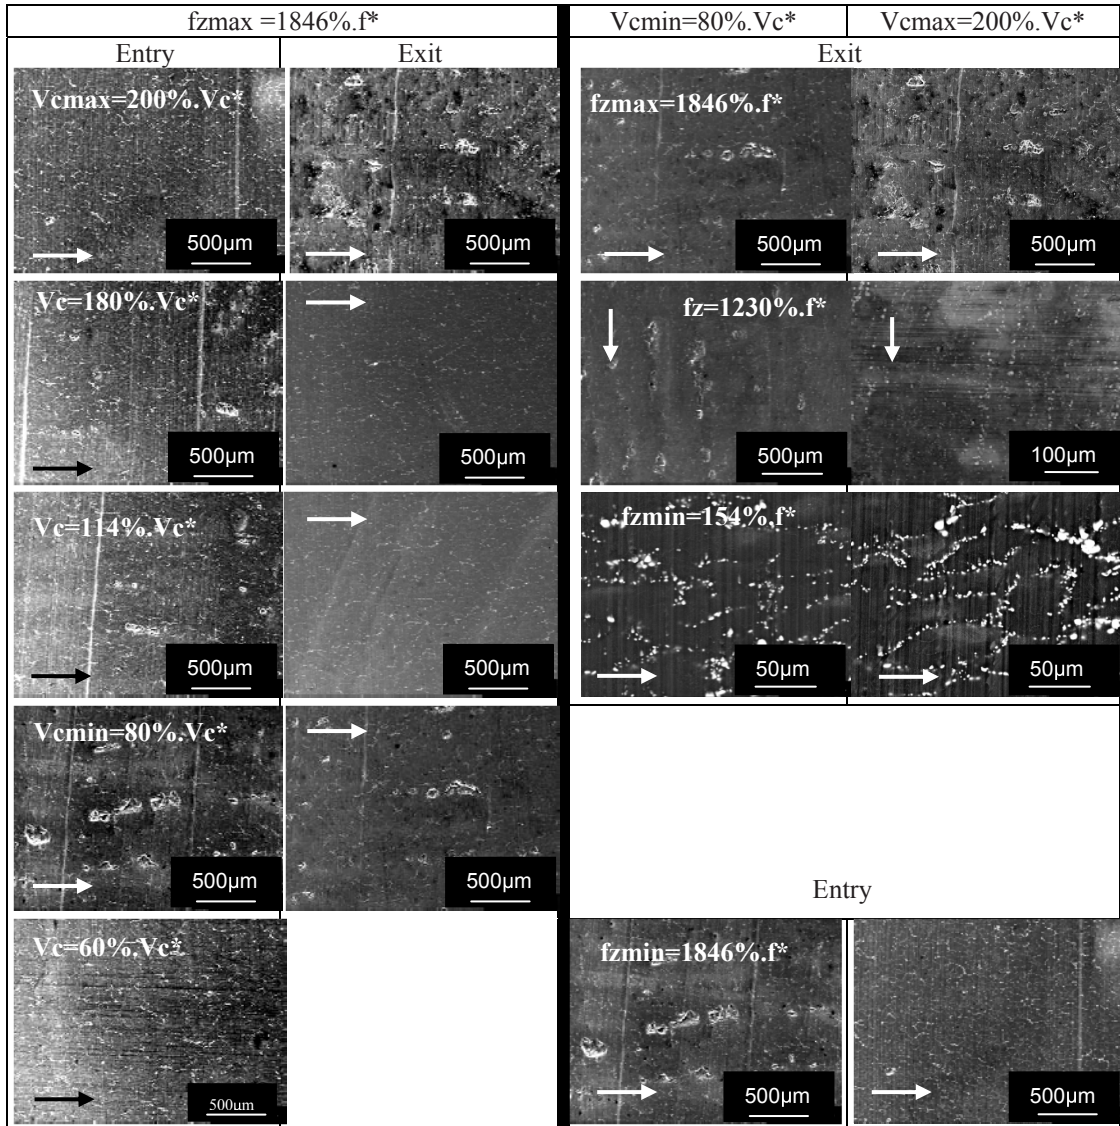 fzmax =1846%.f*
Vcmin=80%.Vc*
Vcmax=200%.Vc*
Entry
Exit
Exit
Vcmax=200%.Vc*
500µm
500µm
fzmax=1846%.f*
500µm
500µm
Vc=180%.Vc*
500µm
500µm
fz=1230%.f*
500µm
100µm
Vc=114%.Vc*
500µm
500µm
fzmin=154%.f*
50µm
50µm
Vcmin=80%.Vc*
500µm
500µm
Entry
Vc=60%.Vc*
500µm
fzmin=1846%.f*
500µm
500µm